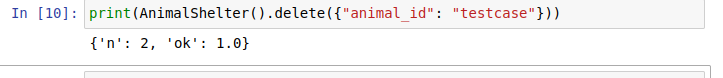 In [10]: print(AnimalShelter().delete({"animal_id": "testcase"}))
{'n': 2, 'ok': 1.0}